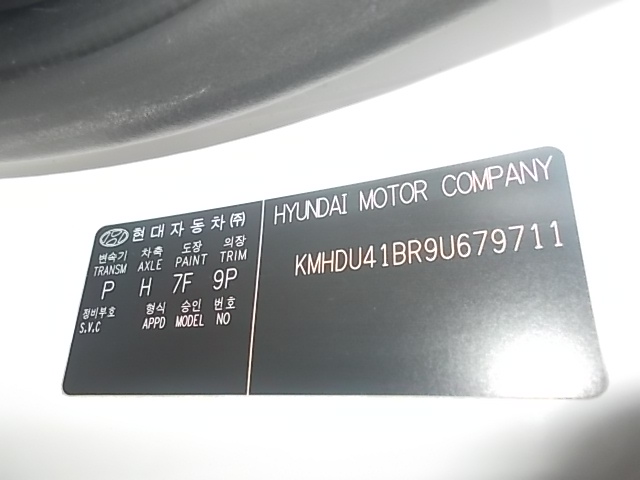 현대자동차(주)
변속기 차축 도장 의장
TRANSM AXLE PAINT TRIM
P H 7F 9P
정비부호 형식 승인 번호
S.V.C APPD MODEL NO
HYUNDAI MOTOR COMPANY
KMHDU41BR9U679711